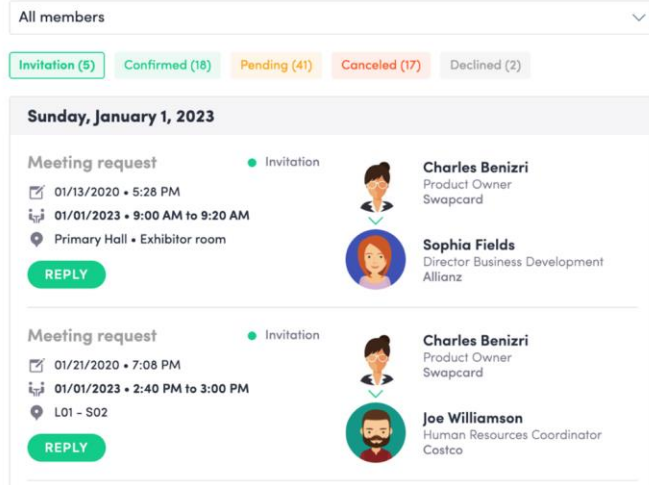 All members
Invitation (5) Confirmed (18) Pending (41) Canceled (17) Declined (2)
Sunday, January 1, 2023
Meeting request
Invitation
01/13/2020 • 5:28 PM
01/01/2023 • 9:00 AM to 9:20 AM
Primary Hall • Exhibitor room
REPLY
Charles Benizri
Product Owner
Swapcard
Sophia Fields
Director Business Development
Allianz
Meeting request
Invitation
01/21/2020 • 7:08 PM
01/01/2023 • 2:40 PM to 3:00 PM
L01 - S02
REPLY
Charles Benizri
Product Owner
Swapcard
Joe Williamson
Human Resources Coordinator
Costco